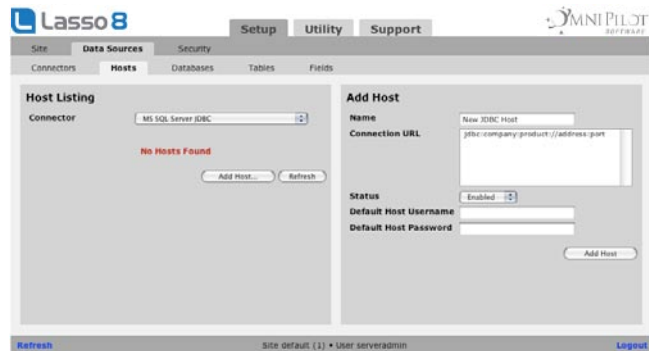 Lasso 8
Setup Utility Support
OMNIPILOT
SOFTWARE
Site Data Sources Security
Connectors Hosts Databases Tables Fields
Host Listing
Connector MS SQL Server JDBC
No Hosts Found
Add Host... Refresh
Add Host
Name New JDBC Host
Connection URL jdbc:company:product://address:port
Status Enabled
Default Host Username
Default Host Password
Add Host
Refresh Site default (1) • User serveradmin Logout